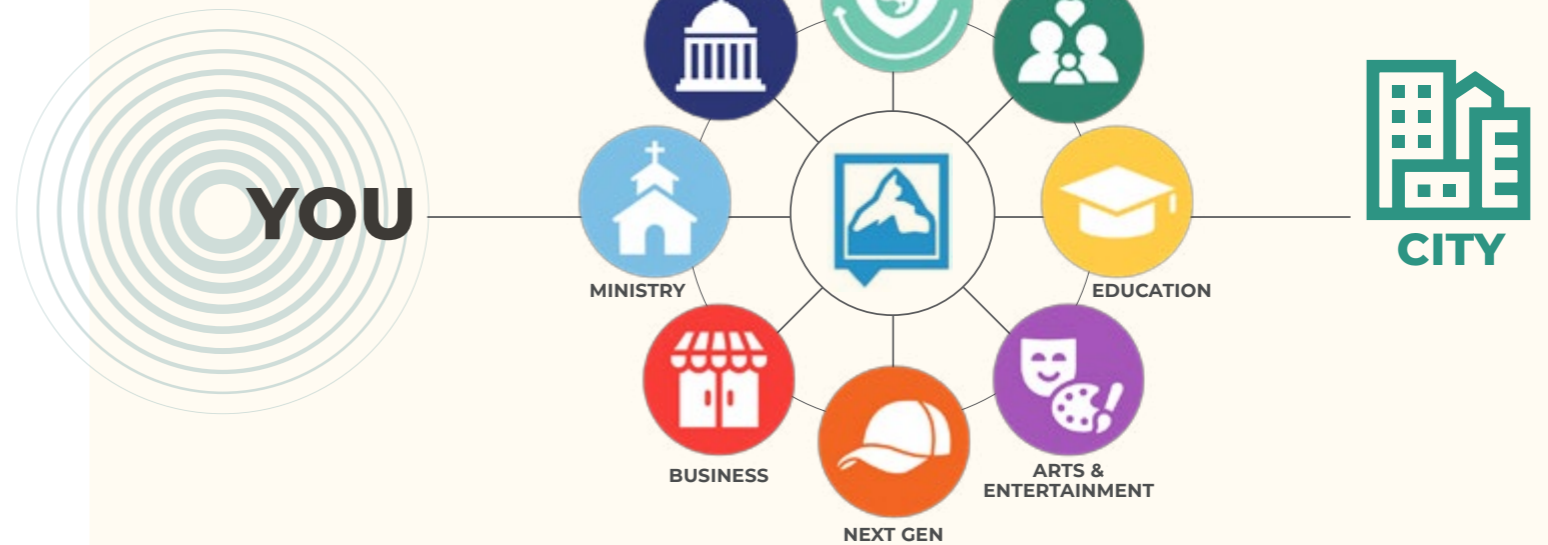 YOU
CITY
MINISTRY
EDUCATION
BUSINESS
ARTS &
ENTERTAINMENT
NEXT GEN